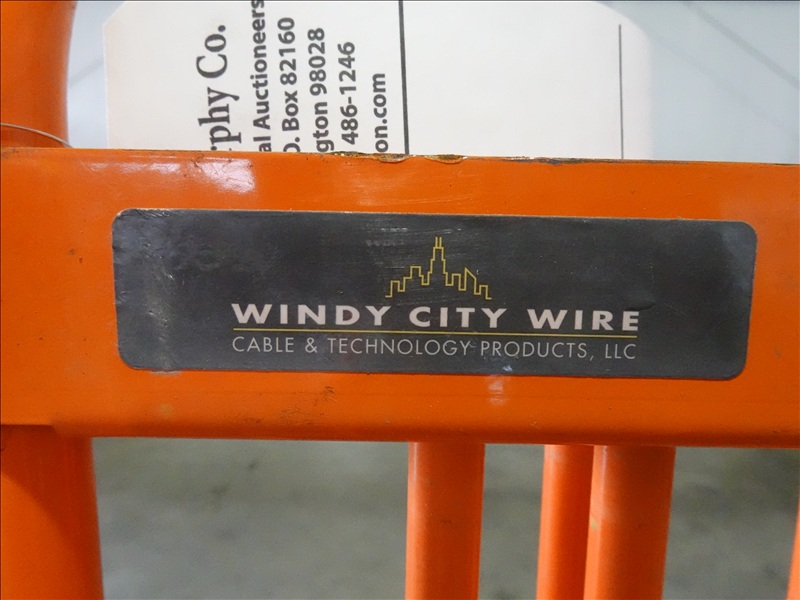 rphy Co.
al Auctioneers
O. Box 82160
gton 98028
486-1246
on.com
WINDY CITY WIRE
CABLE & TECHNOLOGY PRODUCTS, LLC